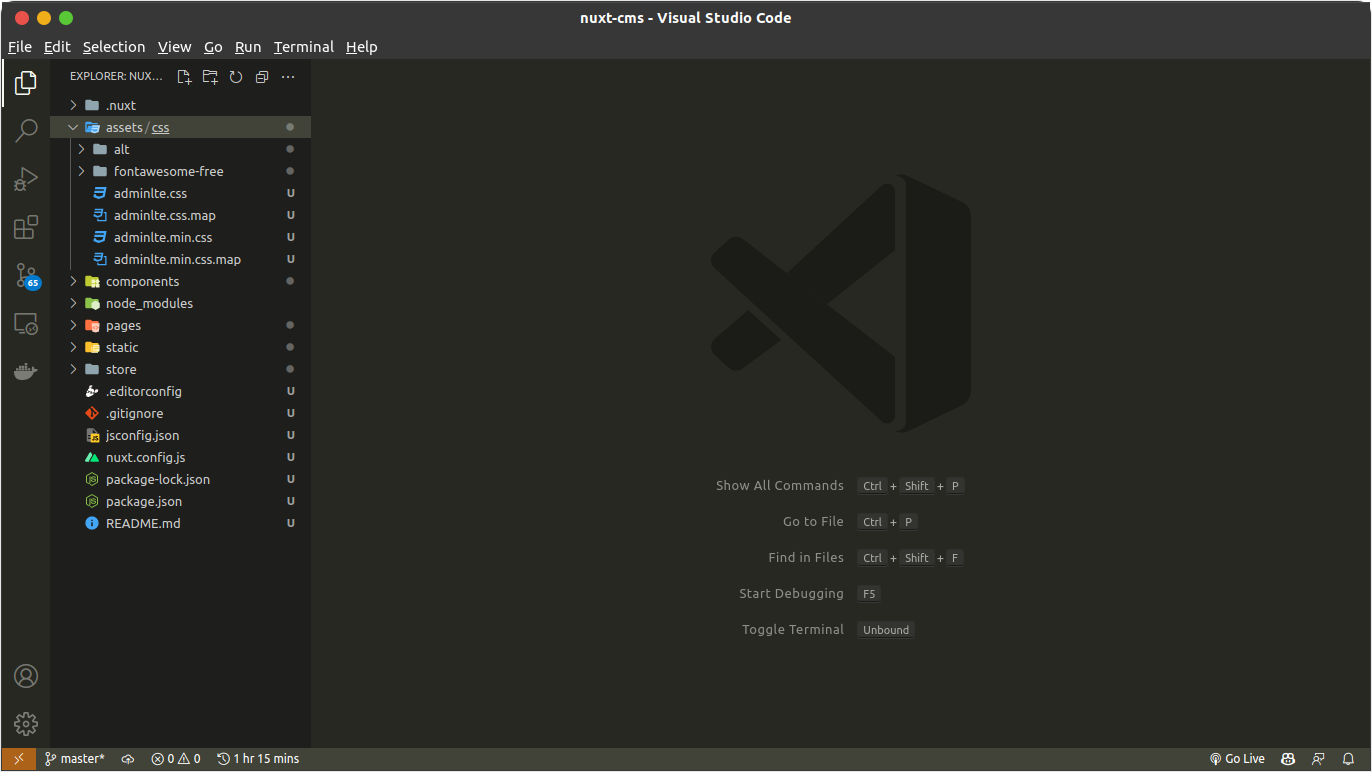 nuxt-cms - Visual Studio Code
File Edit Selection View Go Run Terminal Help
EXPLORER: NUX...
.nuxt
assets / css
alt
fontawesome-free
adminlte.css U
adminlte.css.map U
adminlte.min.css U
adminlte.min.css.map U
components
node_modules
pages
static
store
.editorconfig U
.gitignore U
jsconfig.json U
nuxt.config.js U
package-lock.json U
package.json U
README.md U
65
Show All Commands Ctrl + Shift + P
Go to File Ctrl + P
Find in Files Ctrl + Shift + F
Start Debugging F5
Toggle Terminal Unbound
master* 0 0 1 hr 15 mins Go Live